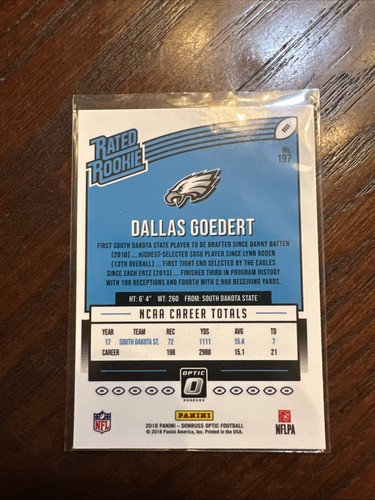 RATED
ROOKIE
No.
197
DALLAS GOEDERT
FIRST SOUTH DAKOTA STATE PLAYER TO BE DRAFTED SINCE DANNY BATTEN
(2010) ... HIGHEST-SELECTED SDSU PLAYER SINCE LYNN BODEN
(13TH OVERALL) ... FIRST TIGHT END SELECTED BY THE EAGLES
SINCE ZACH ERTZ (2013) ... FINISHED THIRD IN PROGRAM HISTORY
WITH 198 RECEPTIONS AND FOURTH WITH 2,988 RECEIVING YARDS.
HT: 6' 4" WT: 260 FROM: SOUTH DAKOTA STATE
NCAA CAREER TOTALS
YEAR TEAM REC YDS AVG TD
17 SOUTH DAKOTA ST. 72 1111 15.4 7
CAREER 198 2988 15.1 21
OPTIC
DONRUSS
NFL
PANINI
NFLPA
2018 PANINI - DONRUSS OPTIC FOOTBALL
© 2018 Panini America, Inc. Printed in the USA.